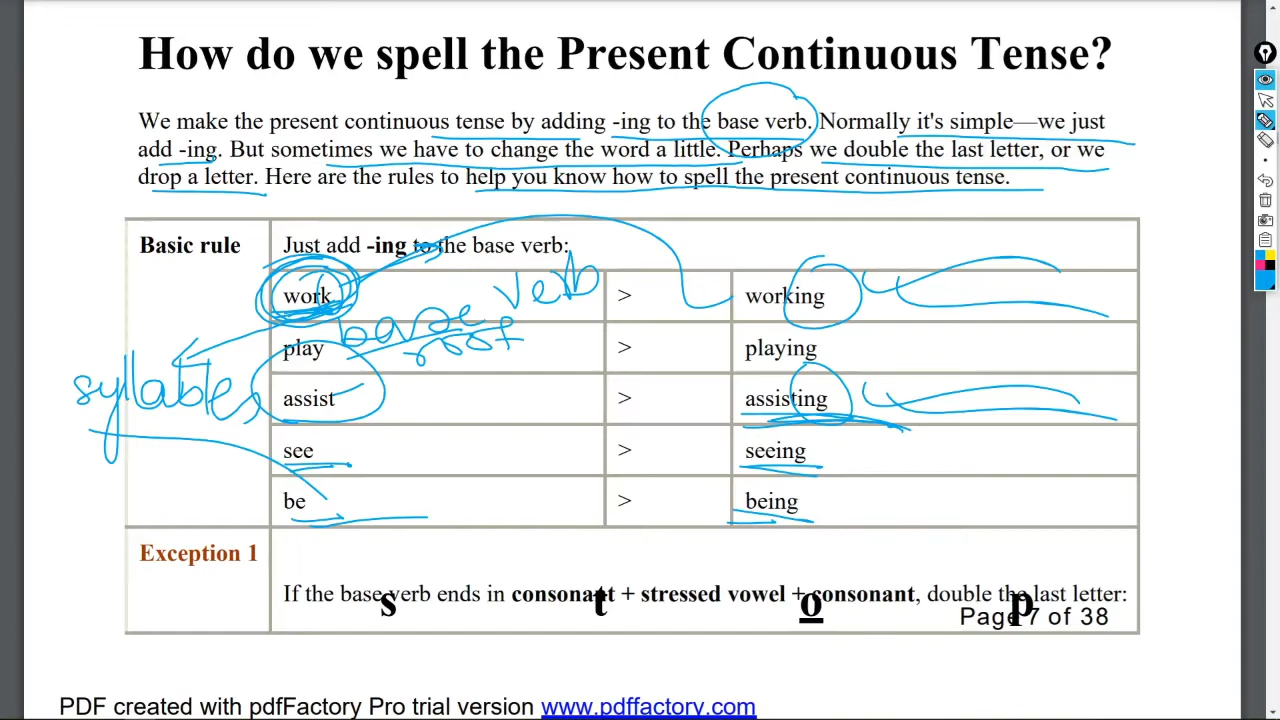 How do we spell the Present Continuous Tense?
We make the present continuous tense by adding -ing to the base verb. Normally it's simple—we just
add -ing. But sometimes we have to change the word a little. Perhaps we double the last letter, or we
drop a letter. Here are the rules to help you know how to spell the present continuous tense.
Basic rule Just add -ing to the base verb:
work > working
base verb
root
play > playing
syllables
assist > assisting
see > seeing
be > being
Exception 1
If the base verb ends in consonant + stressed vowel + consonant, double the last letter:
s t o p
Page 7 of 38
PDF created with pdfFactory Pro trial version www.pdffactory.com